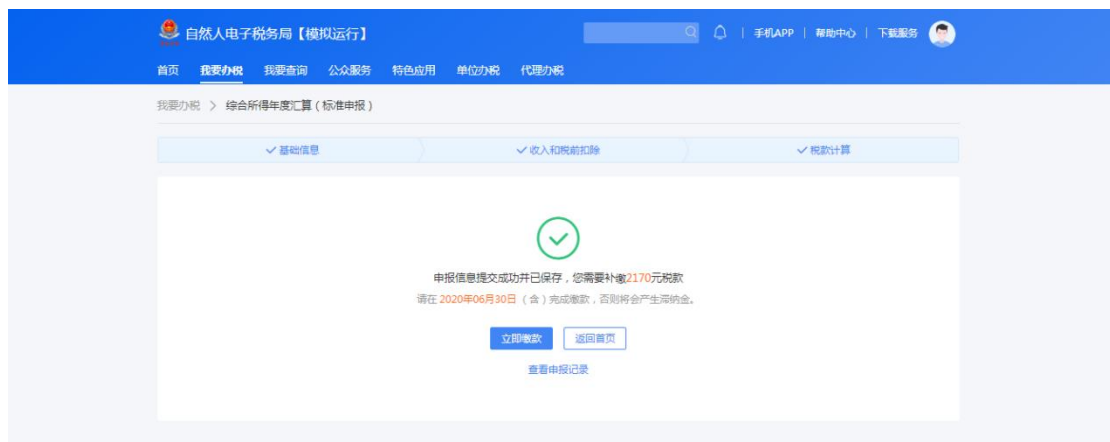 自然人电子税务局【模拟运行】
手机APP | 帮助中心 | 下载服务
首页 我要办税 我要查询 公众服务 特色应用 单位办税 代理办税
我要办税 > 综合所得年度汇算(标准申报)
基础信息 收入和税前扣除 税款计算
申报信息提交成功并已保存,您需要补缴2170元税款
请在 2020年06月30日(含)完成缴款,否则将会产生滞纳金。
立即缴款 返回首页
查看申报记录